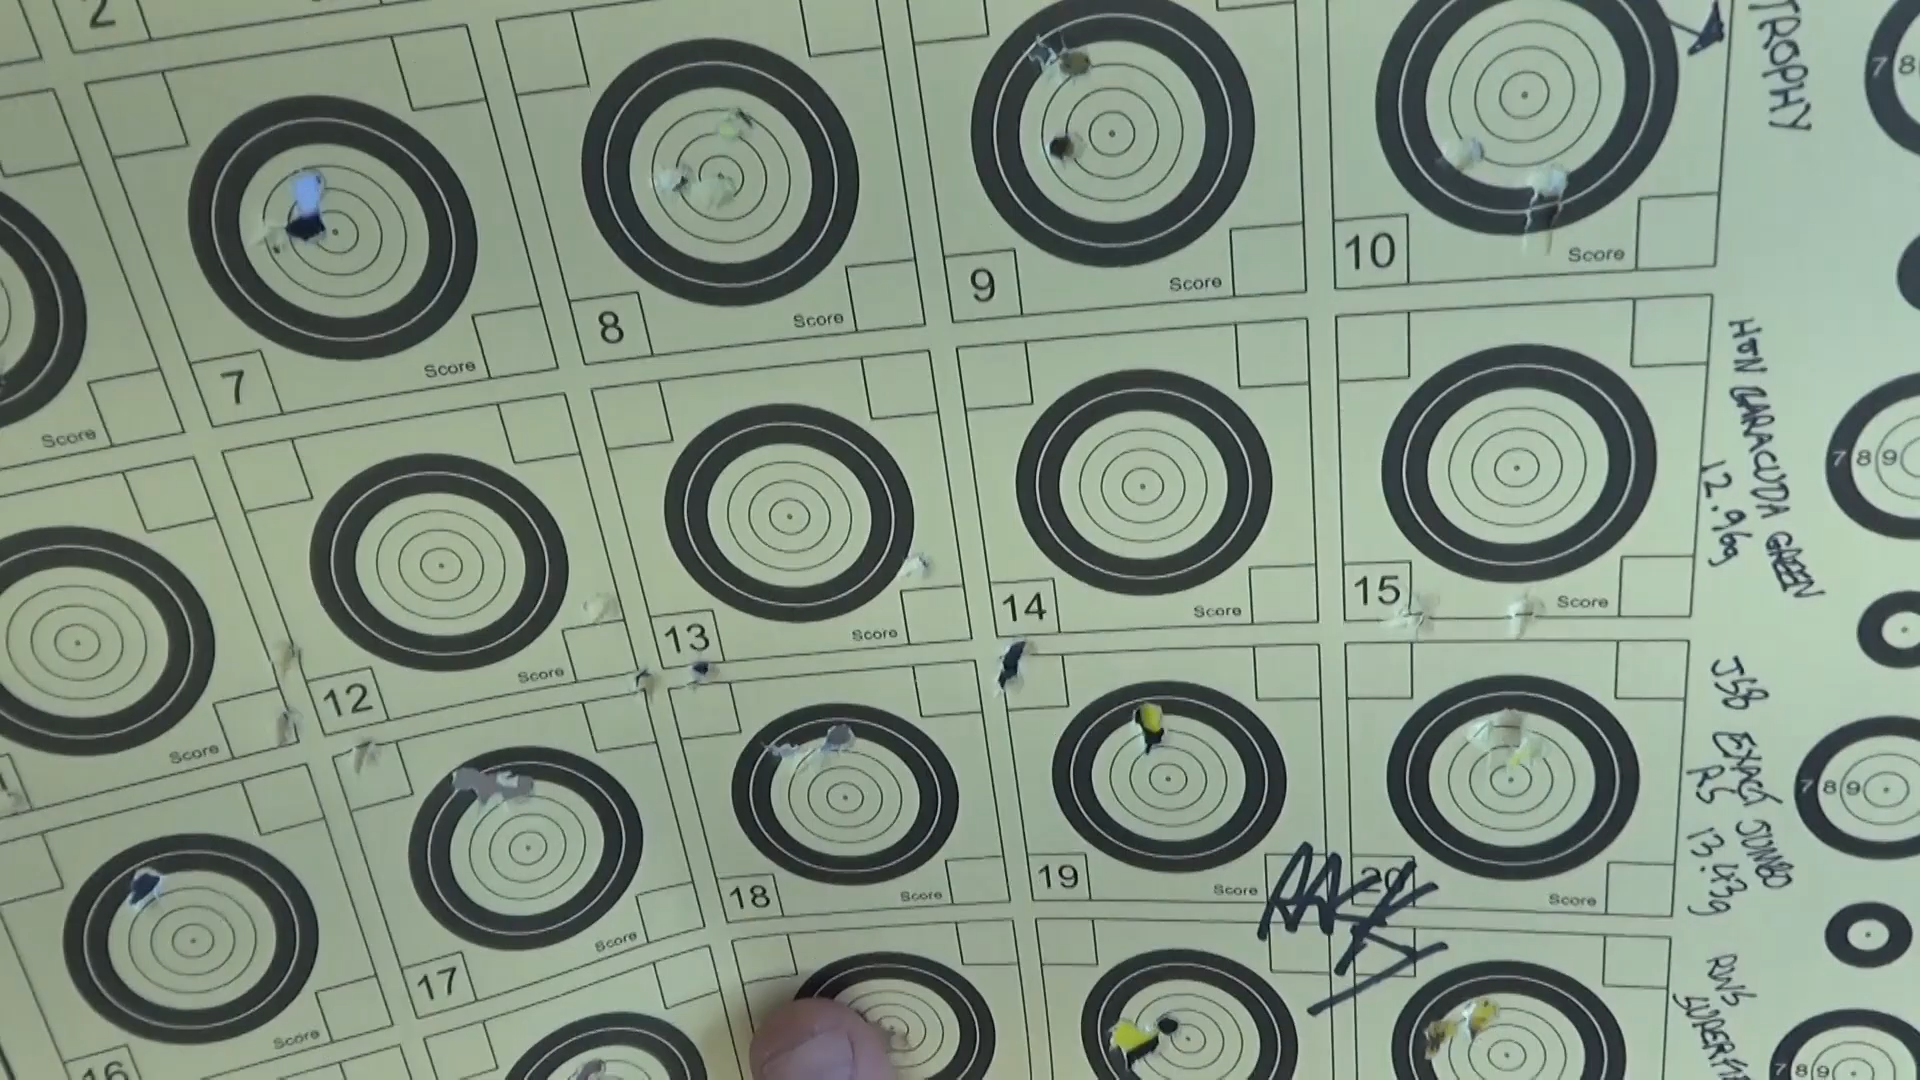 2
TROPHY
7 8
7
Score
8
Score
9
Score
10
Score
Score
H&N BARACUDA GREEN
12.96g
7 8 9
12
Score
13
Score
14
Score
15
Score
Score
JSB EXACT JUMBO
RS 13.43g
7 8 9
16
Score
17
Score
18
Score
19
Score
20
Score
RWS
7 8 9